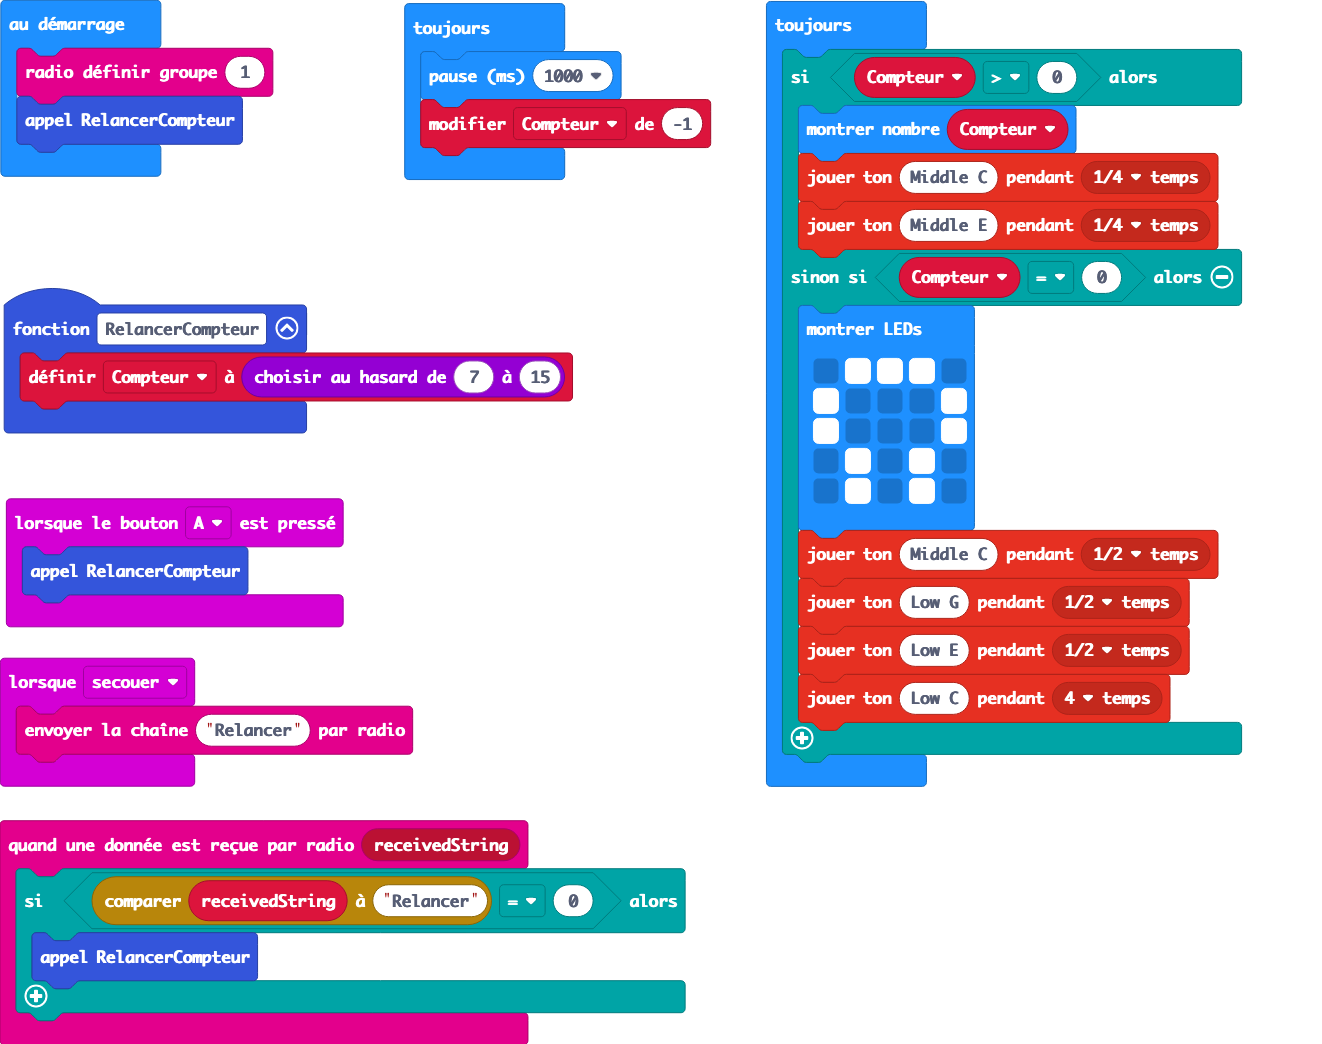 au démarrage
radio définir groupe 1
appel RelancerCompteur
toujours
pause (ms) 1000
modifier Compteur de -1
fonction RelancerCompteur
définir Compteur à choisir au hasard de 7 à 15
lorsque le bouton A est pressé
appel RelancerCompteur
lorsque secouer
envoyer la chaîne "Relancer" par radio
quand une donnée est reçue par radio receivedString
si comparer receivedString à "Relancer" = 0 alors
appel RelancerCompteur
toujours
si Compteur > 0 alors
montrer nombre Compteur
jouer ton Middle C pendant 1/4 temps
jouer ton Middle E pendant 1/4 temps
sinon si Compteur = 0 alors
montrer LEDs
jouer ton Middle C pendant 1/2 temps
jouer ton Low G pendant 1/2 temps
jouer ton Low E pendant 1/2 temps
jouer ton Low C pendant 4 temps